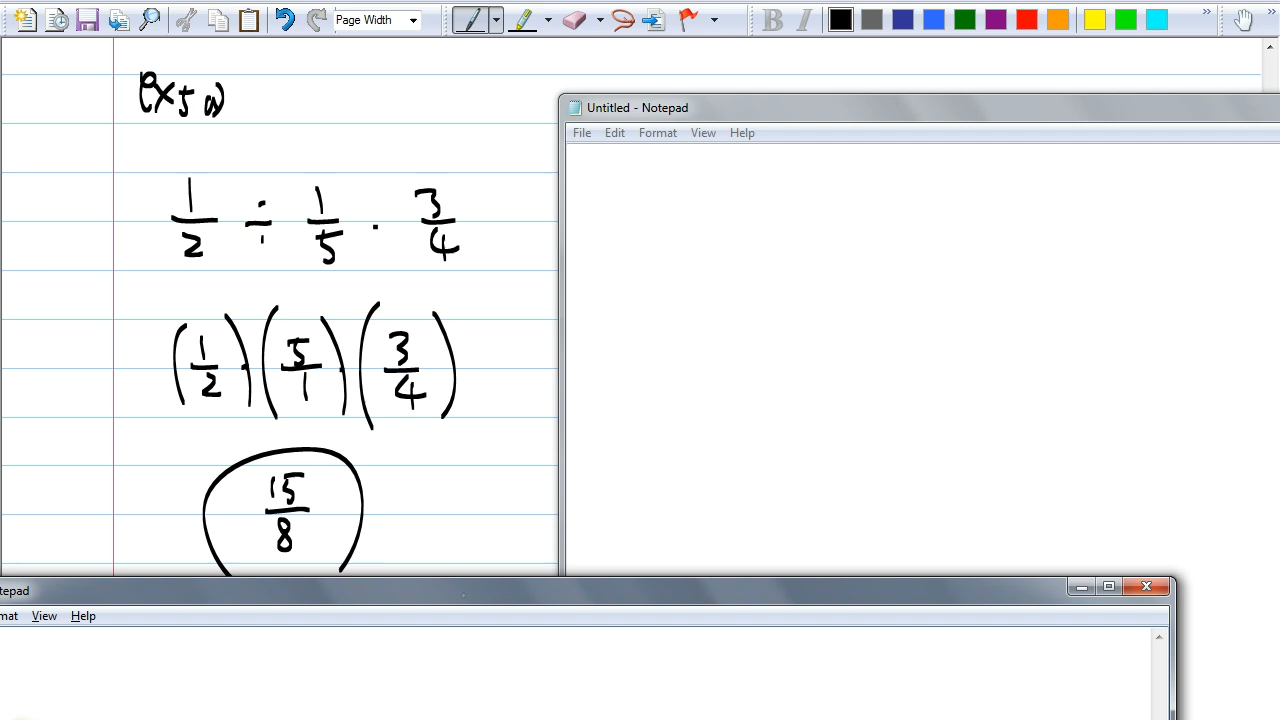 Page Width
B I
ex 5 a)
Untitled - Notepad
File Edit Format View Help
1/2 ÷ 1/5 · 3/4
(1/2) · (5/1) · (3/4)
15/8
tepad
mat View Help